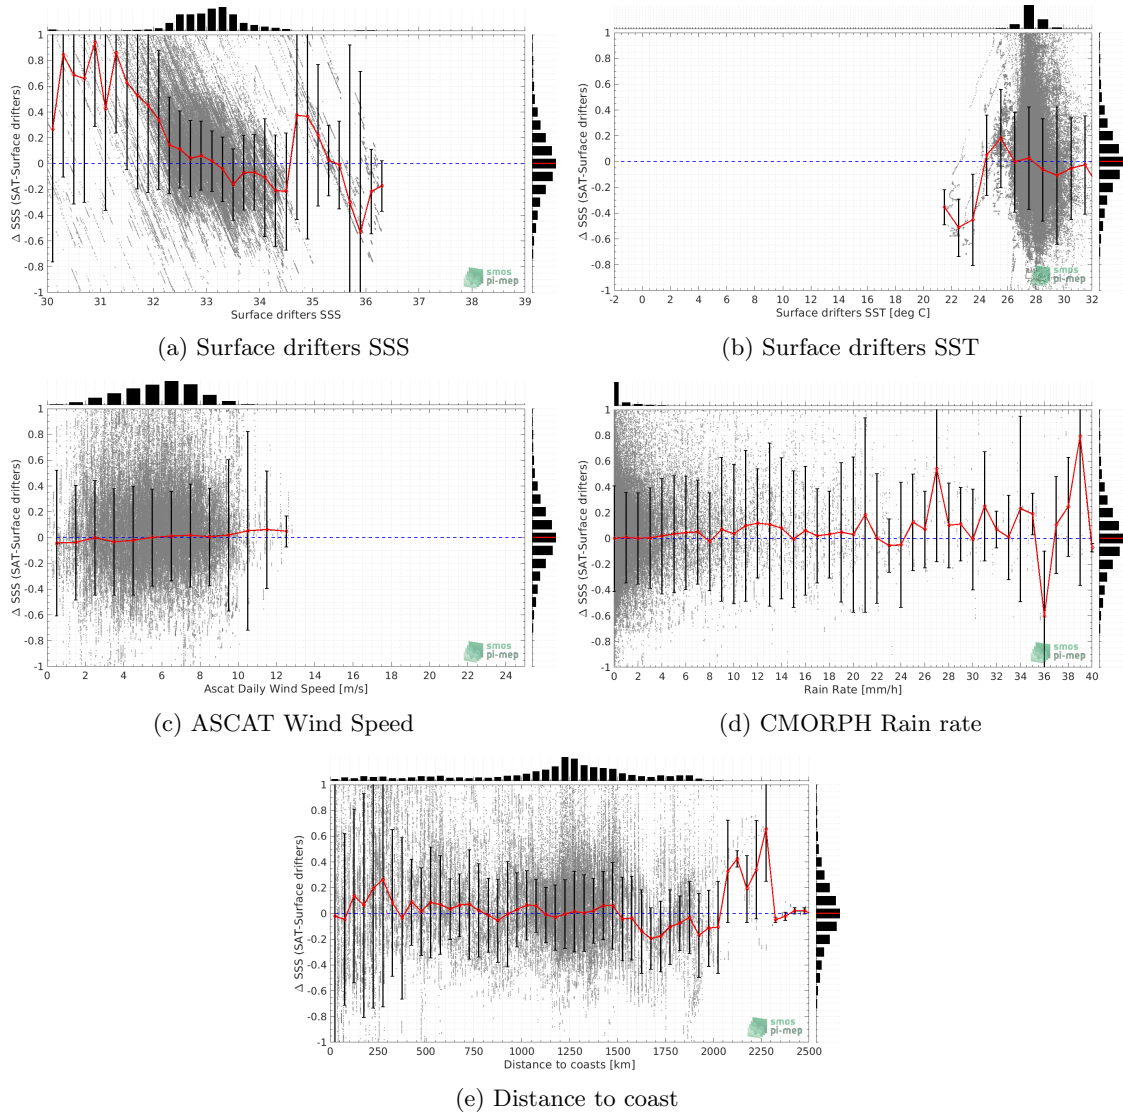 1
0.8
0.6
0.4
0.2
0
-0.2
-0.4
-0.6
-0.8
-1
Δ SSS (SAT-Surface drifters)
30 31 32 33 34 35 36 37 38 39
Surface drifters SSS
smos
pi-mep
(a) Surface drifters SSS
1
0.8
0.6
0.4
0.2
0
-0.2
-0.4
-0.6
-0.8
-1
Δ SSS (SAT-Surface drifters)
-2 0 2 4 6 8 10 12 14 16 18 20 22 24 26 28 30 32
Surface drifters SST [deg C]
smos
pi-mep
(b) Surface drifters SST
1
0.8
0.6
0.4
0.2
0
-0.2
-0.4
-0.6
-0.8
-1
Δ SSS (SAT-Surface drifters)
0 2 4 6 8 10 12 14 16 18 20 22 24
Ascat Daily Wind Speed [m/s]
smos
pi-mep
(c) ASCAT Wind Speed
1
0.8
0.6
0.4
0.2
0
-0.2
-0.4
-0.6
-0.8
-1
Δ SSS (SAT-Surface drifters)
0 2 4 6 8 10 12 14 16 18 20 22 24 26 28 30 32 34 36 38 40
Rain Rate [mm/h]
smos
pi-mep
(d) CMORPH Rain rate
1
0.8
0.6
0.4
0.2
0
-0.2
-0.4
-0.6
-0.8
-1
Δ SSS (SAT-Surface drifters)
0 250 500 750 1000 1250 1500 1750 2000 2250 2500
Distance to coasts [km]
smos
pi-mep
(e) Distance to coast